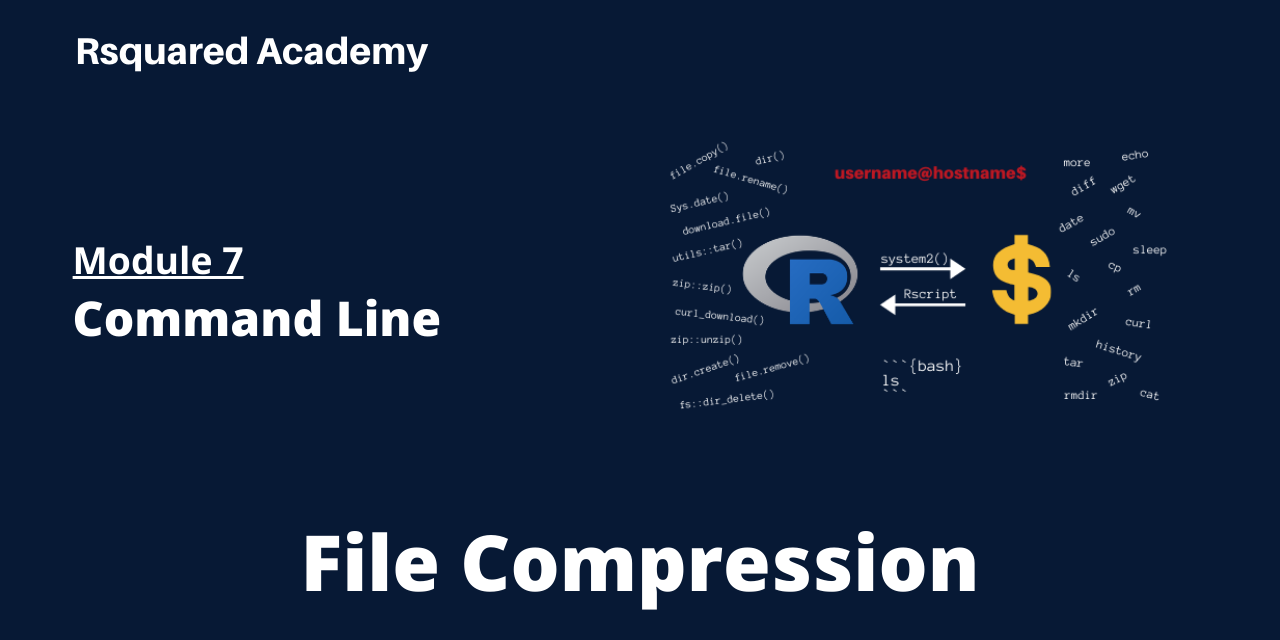 Rsquared Academy
Module 7
Command Line
file.copy()
dir()
file.rename()
Sys.date()
download.file()
utils::tar()
zip::zip()
curl_download()
zip::unzip()
dir.create()
file.remove()
fs::dir_delete()
username@hostname$
R
system2()
Rscript
$
```{bash}
ls
```
more
echo
diff
wget
date
mv
sudo
sleep
ls
cp
rm
mkdir
curl
history
tar
zip
rmdir
cat
File Compression